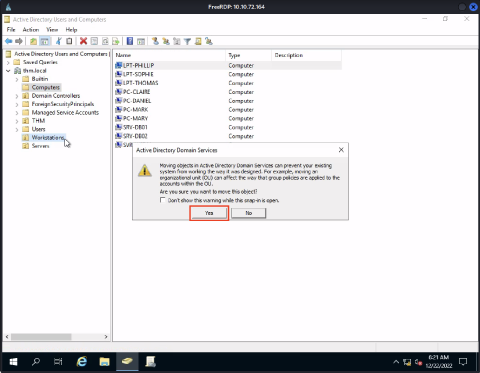 FreeRDP: 10.10.72.164
Active Directory Users and Computers
File Action View Help
Active Directory Users and Computers [
Saved Queries
thm.local
Builtin
Computers
Domain Controllers
ForeignSecurityPrincipals
Managed Service Accounts
THM
Users
Workstations
Servers
Name Type Description
LPT-PHILLIP Computer
LPT-SOPHIE Computer
LPT-THOMAS Computer
PC-CLAIRE Computer
PC-DANIEL Computer
PC-MARK Computer
PC-MARY Computer
SRV-DB01 Computer
SRV-DB02 Computer
Active Directory Domain Services
Moving objects in Active Directory Domain Services can prevent your existing
system from working the way it was designed. For example, moving an
organizational unit (OU) can affect the way that group policies are applied to the
accounts within the OU.
Are you sure you want to move this object?
Don't show this warning while this snap-in is open.
Yes No
6:21 AM
12/22/2022